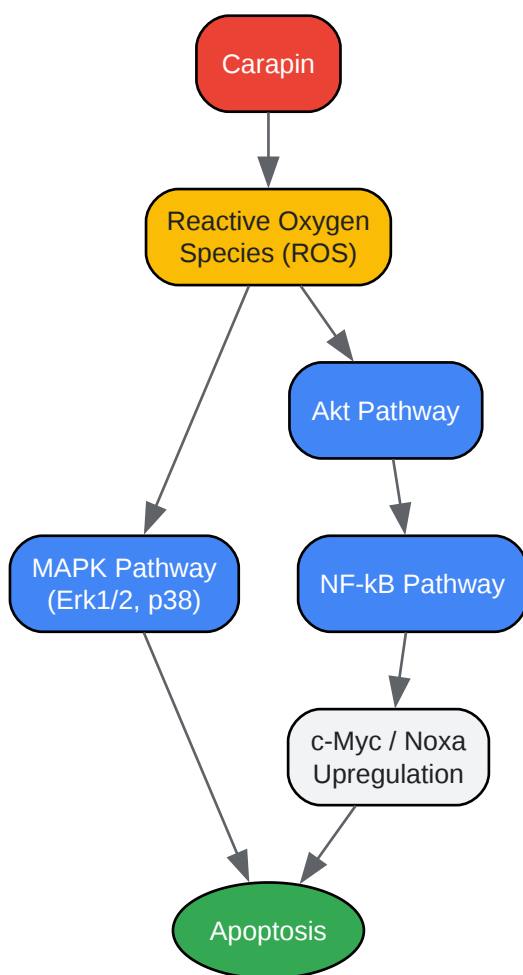 Carapin
Reactive Oxygen
Species (ROS)
Akt Pathway
MAPK Pathway
(Erk1/2, p38)
NF-kB Pathway
c-Myc / Noxa
Upregulation
Apoptosis